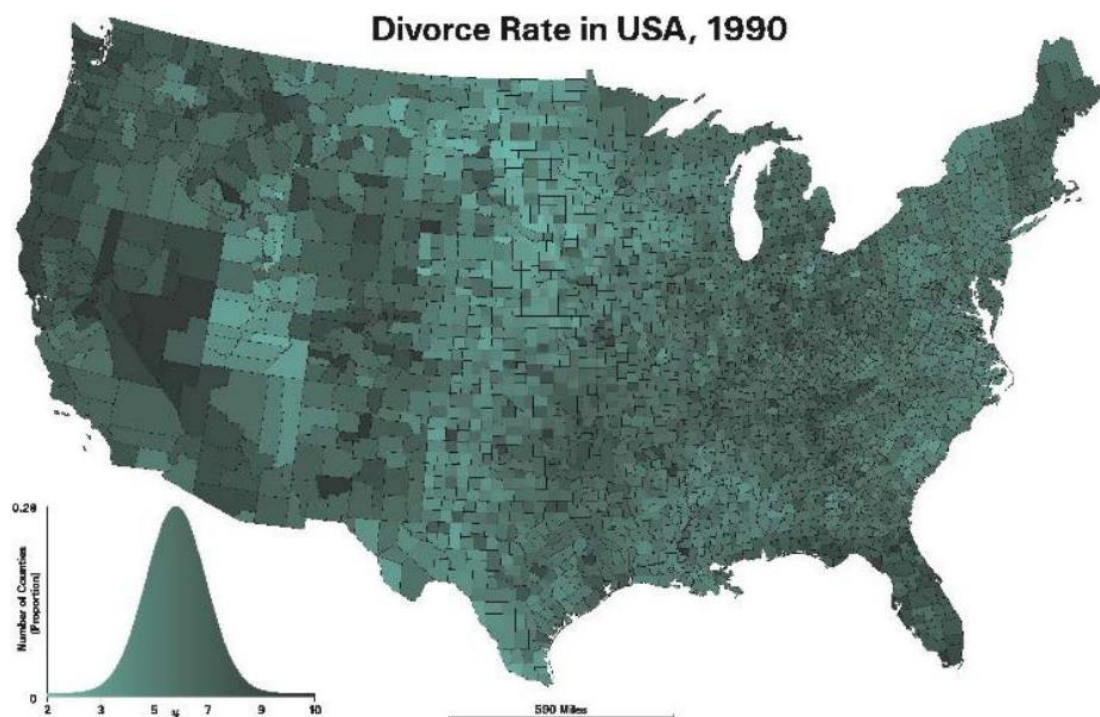 Divorce Rate in USA, 1990
0.28
Number of Counties
(Proportion)
0
2 3 5 % 7 9 10
590 Miles